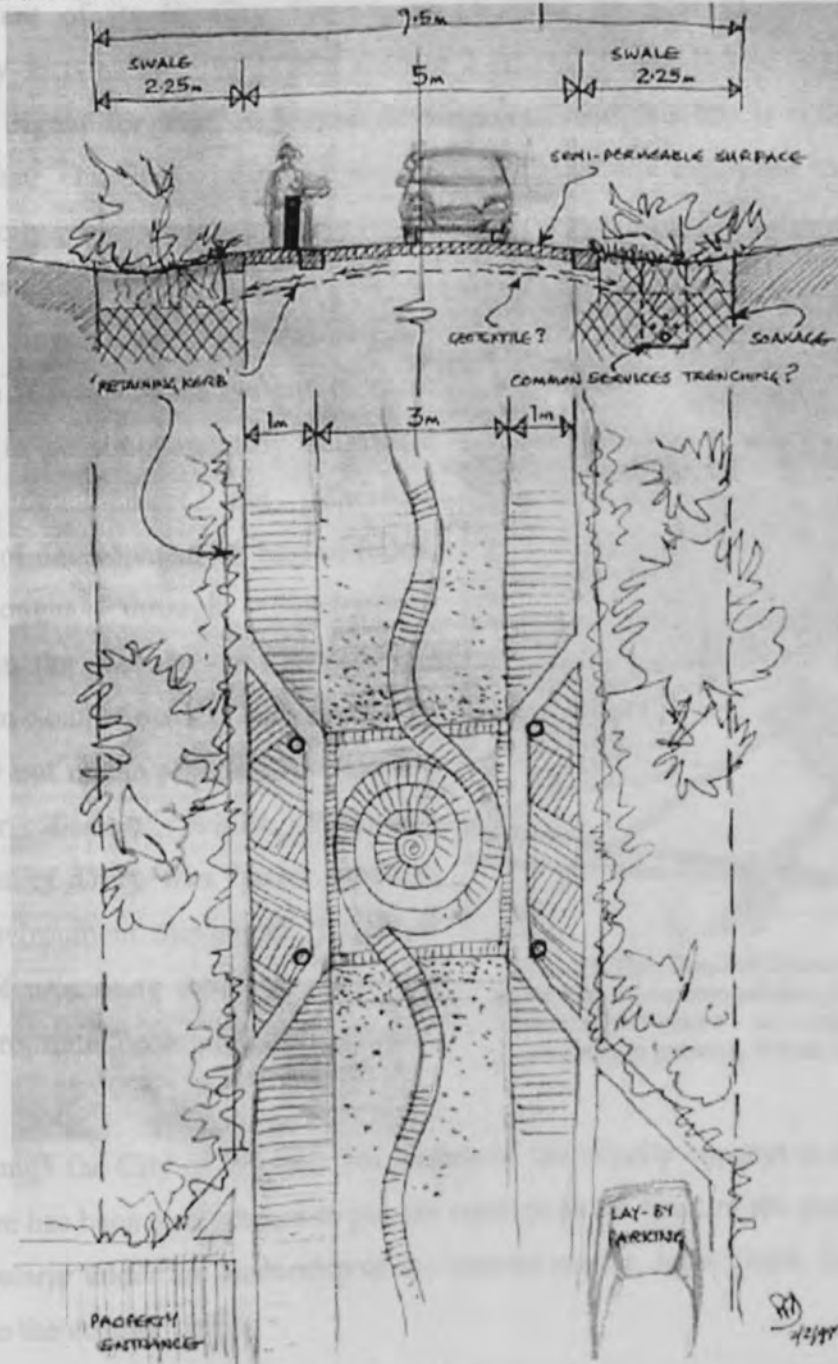 9.5m
SWALE
2.25m
5m
SWALE
2.25m
SEMI-PERMEABLE SURFACE
'RETAINING KERB'
GEOTEXTILE?
SOAKAGE
COMMON SERVICES TRENCHING?
1m
3m
1m
LAY-BY
PARKING
PROPERTY
ENTRANCE